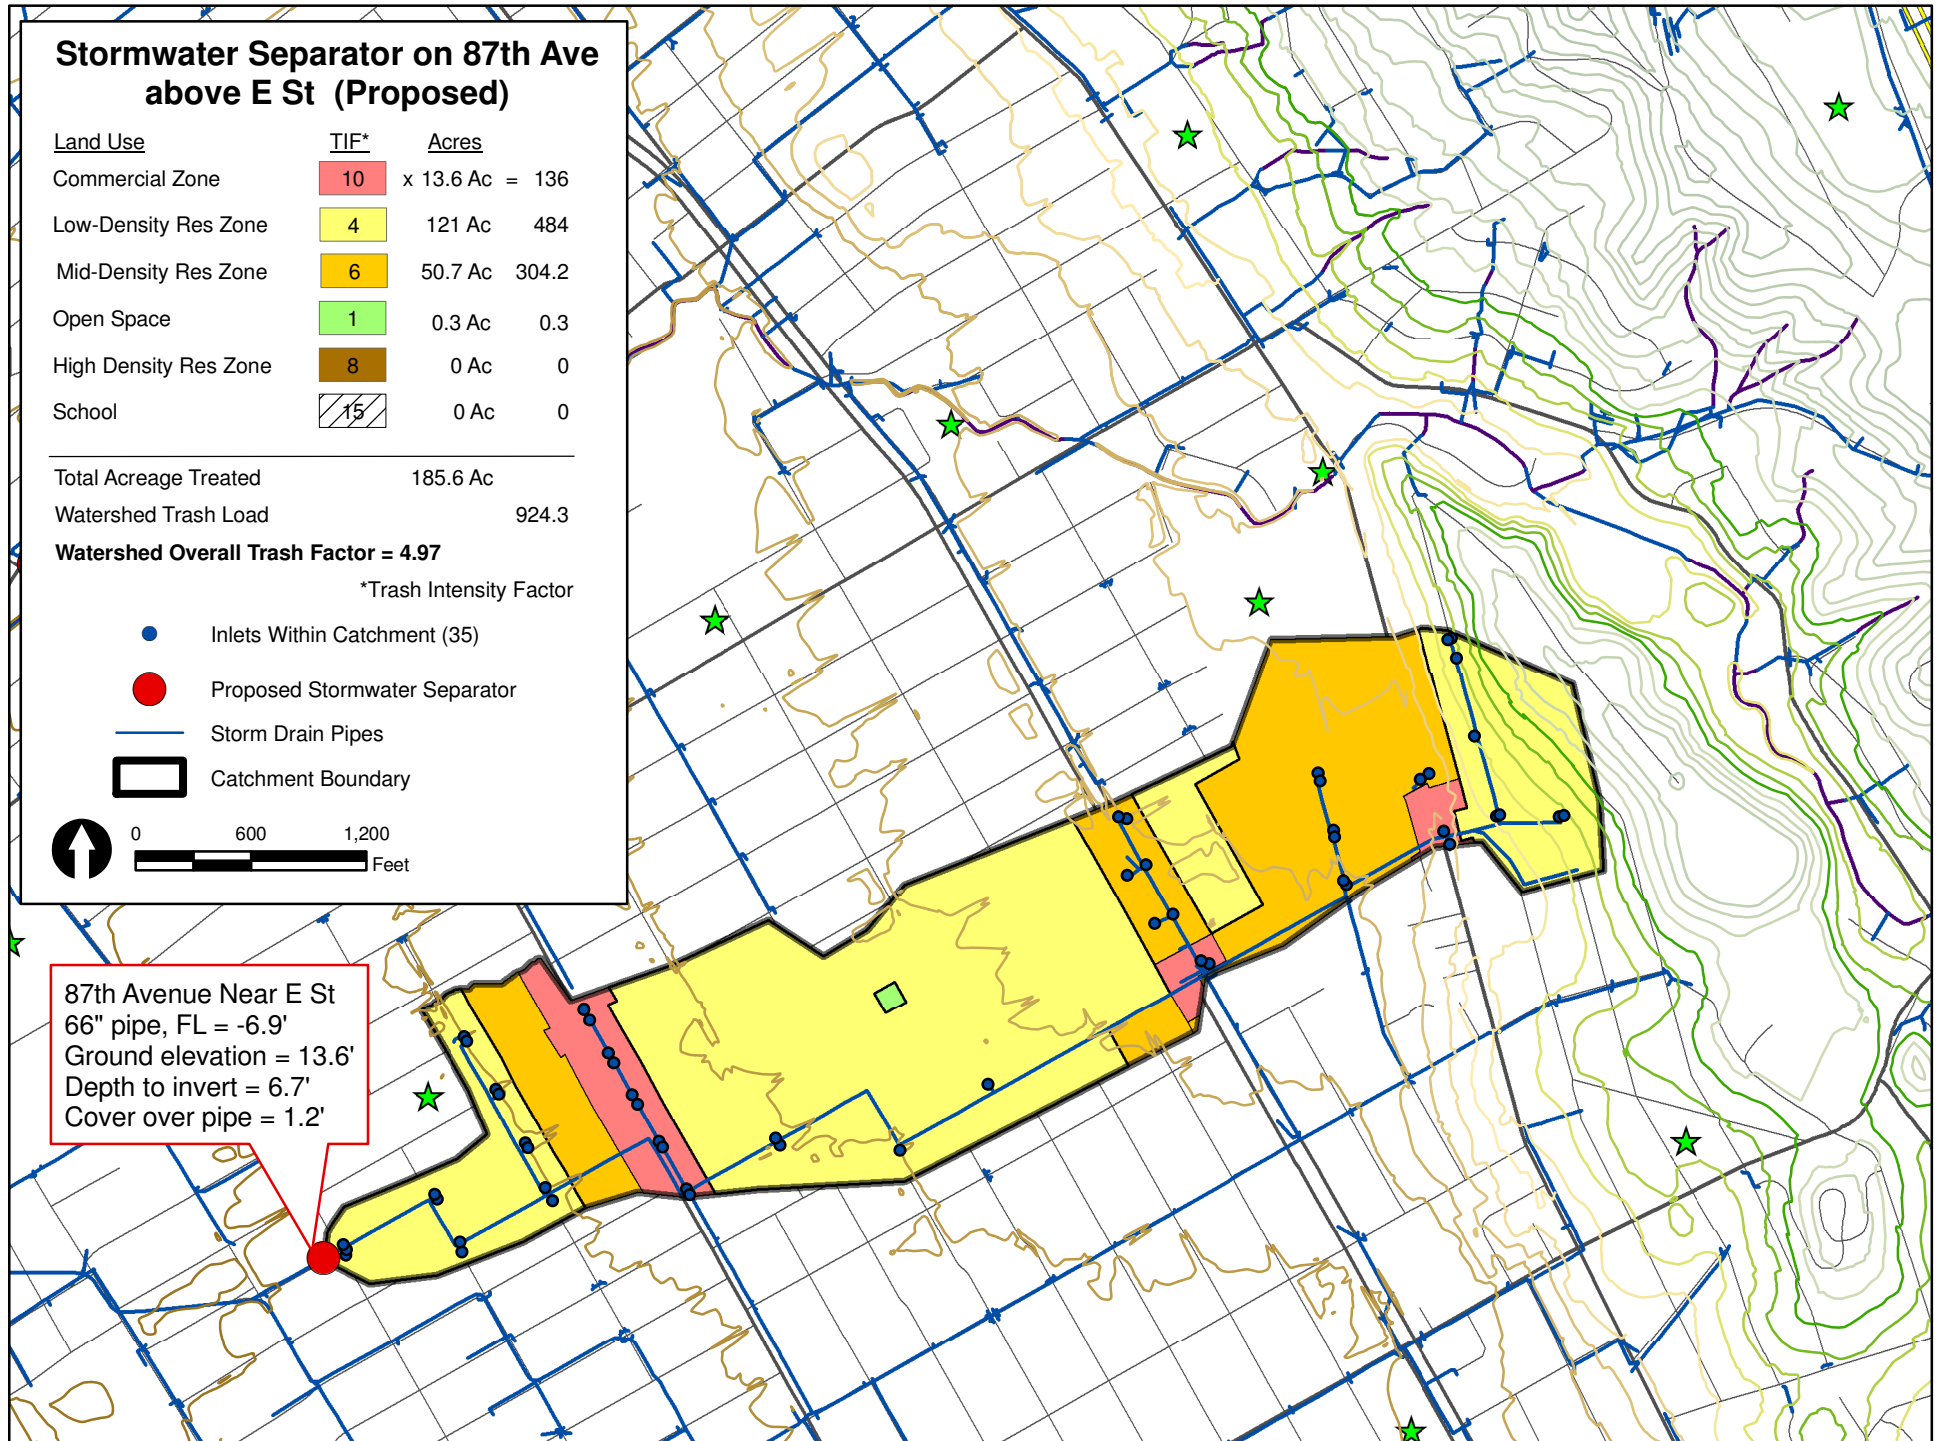 Stormwater Separator on 87th Ave
above E St (Proposed)
Land Use TIF* Acres
Commercial Zone 10 x 13.6 Ac = 136
Low-Density Res Zone 4 121 Ac 484
Mid-Density Res Zone 6 50.7 Ac 304.2
Open Space 1 0.3 Ac 0.3
High Density Res Zone 8 0 Ac 0
School 15 0 Ac 0
Total Acreage Treated 185.6 Ac
Watershed Trash Load 924.3
Watershed Overall Trash Factor = 4.97
*Trash Intensity Factor
Inlets Within Catchment (35)
Proposed Stormwater Separator
Storm Drain Pipes
Catchment Boundary
0 600 1,200
Feet
87th Avenue Near E St
66" pipe, FL = -6.9'
Ground elevation = 13.6'
Depth to invert = 6.7'
Cover over pipe = 1.2'